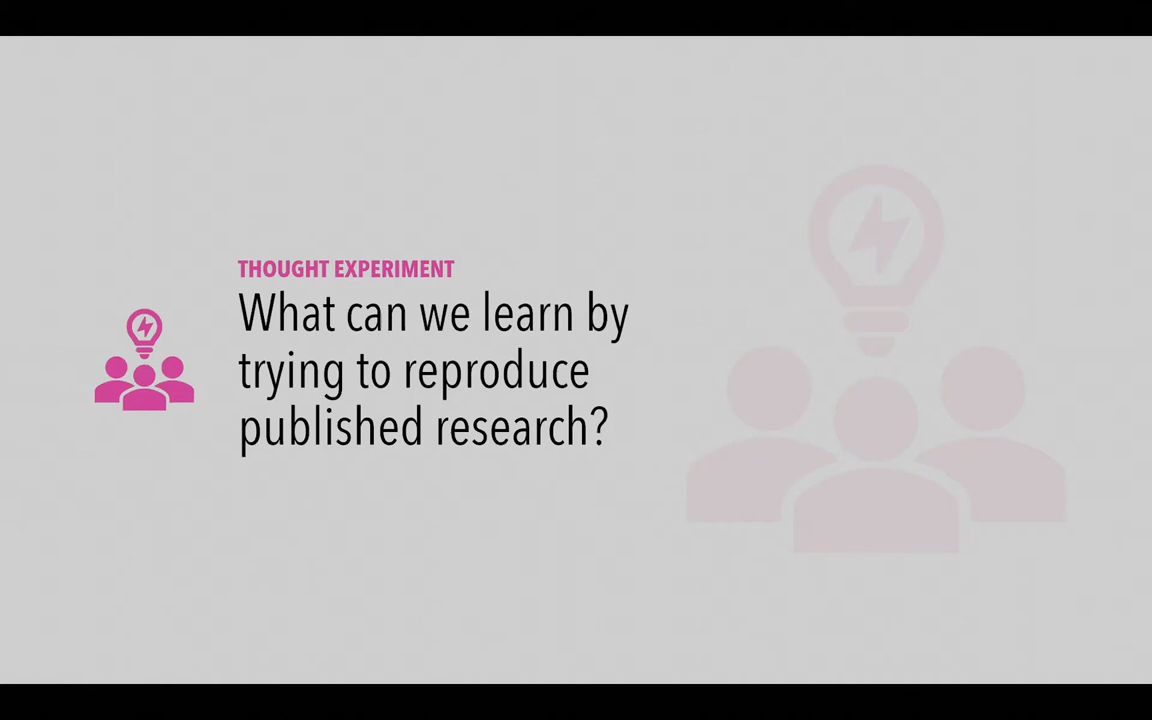 THOUGHT EXPERIMENT
What can we learn by
trying to reproduce
published research?